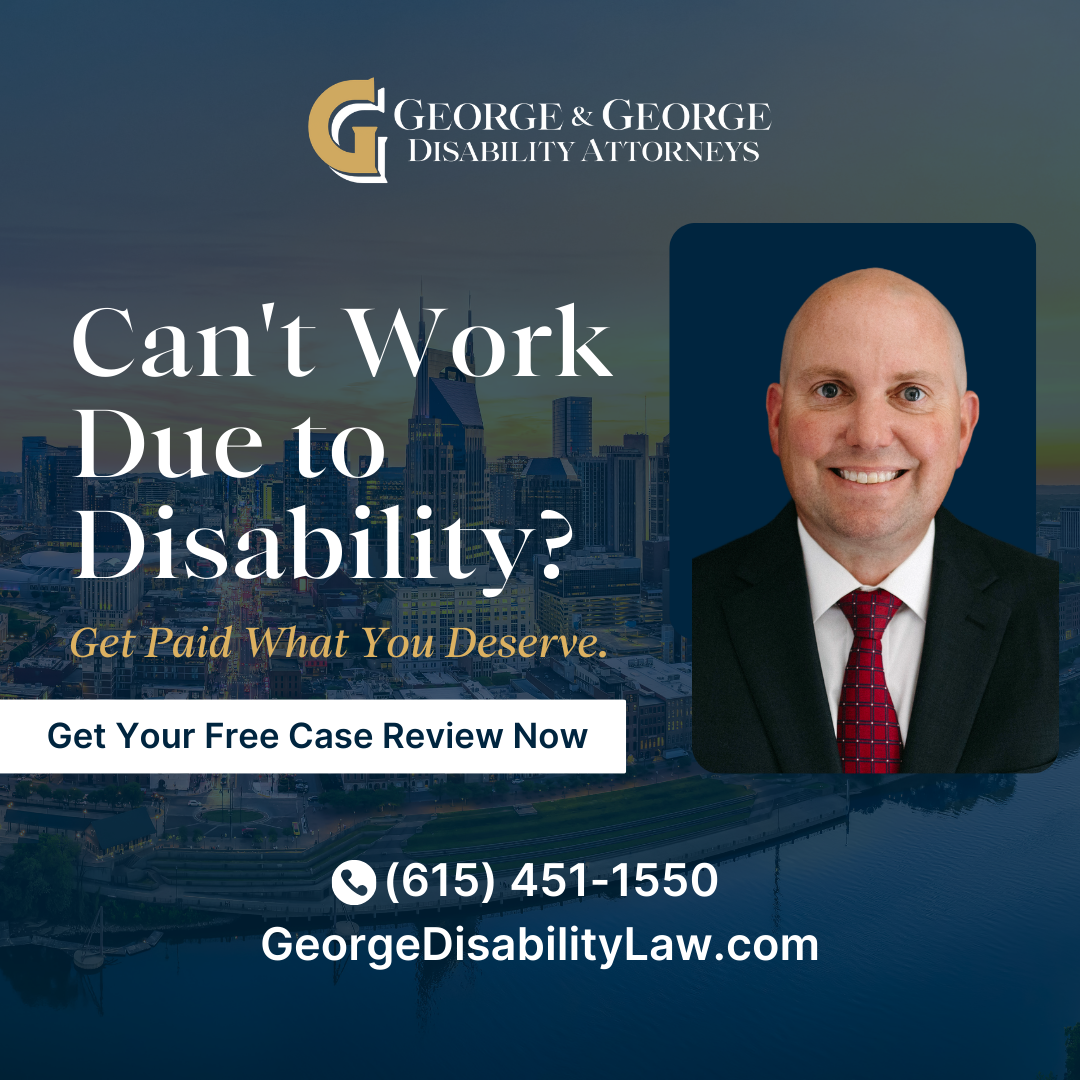 GEORGE & GEORGE
DISABILITY ATTORNEYS
Can't Work
Due to
Disability?
Get Paid What You Deserve.
Get Your Free Case Review Now
(615) 451-1550
GeorgeDisabilityLaw.com